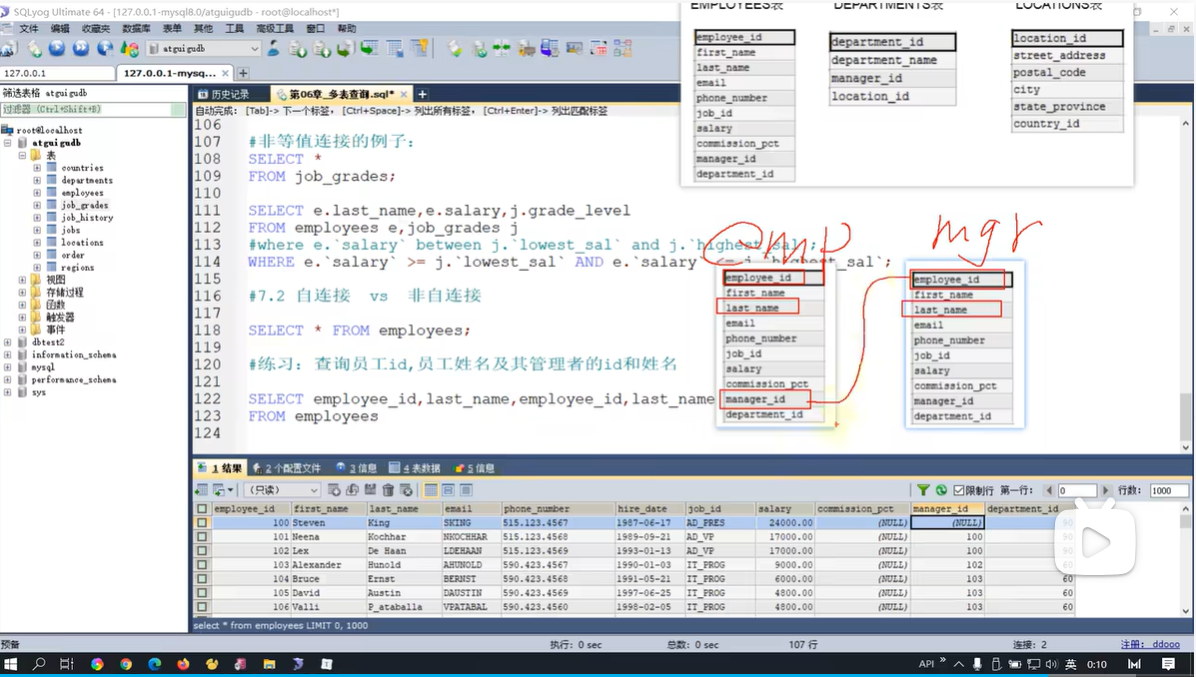 SQLyog Ultimate 64 - [127.0.0.1-mysql8.0/atguigudb - root@localhost*]
文件 编辑 收藏夹 数据库 表单 其他 工具 高级工具 窗口 帮助
atguigudb
127.0.0.1
127.0.0.1-mysq...
筛选表格 atguigudb
过滤器 (Ctrl+Shift+B)
root@localhost
atguigudb
表
countries
departments
employees
job_grades
job_history
jobs
locations
order
regions
视图
存储过程
函数
触发器
事件
dbtest2
information_schema
mysql
performance_schema
sys
历史记录
第06章_多表查询.sql*
自动完成: [Tab]-> 下一个标签, [Ctrl+Space]-> 列出所有标签, [Ctrl+Enter]-> 列出匹配标签
106
107 #非等值连接的例子:
108 SELECT *
109 FROM job_grades;
110
111 SELECT e.last_name,e.salary,j.grade_level
112 FROM employees e,job_grades j
113 #where e.`salary` between j.`lowest_sal` and j.`highest_sal`;
114 WHERE e.`salary` >= j.`lowest_sal` AND e.`salary` <= j.`highest_sal`;
115
116 #7.2 自连接 vs 非自连接
117
118 SELECT * FROM employees;
119
120 #练习: 查询员工id,员工姓名及其管理者的id和姓名
121
122 SELECT employee_id,last_name,employee_id,last_name
123 FROM employees
124
EMPLOYEES表
employee_id
first_name
last_name
email
phone_number
job_id
salary
commission_pct
manager_id
department_id
DEPARTMENTS表
department_id
department_name
manager_id
location_id
LOCATIONS表
location_id
street_address
postal_code
city
state_province
country_id
emp
employee_id
first_name
last_name
email
phone_number
job_id
salary
commission_pct
manager_id
department_id
mgr
employee_id
first_name
last_name
email
phone_number
job_id
salary
commission_pct
manager_id
department_id
1 结果 2 个配置文件 3 信息 4 表数据 5 信息
(只读) 限制行 第一行: 0 行数: 1000
employee_id first_name last_name email phone_number hire_date job_id salary commission_pct manager_id department_id
100 Steven King SKING 515.123.4567 1987-06-17 AD_PRES 24000.00 (NULL) (NULL) 90
101 Neena Kochhar NKOCHHAR 515.123.4568 1989-09-21 AD_VP 17000.00 (NULL) 100 90
102 Lex De Haan LDEHAAN 515.123.4569 1993-01-13 AD_VP 17000.00 (NULL) 100 90
103 Alexander Hunold AHUNOLD 590.423.4567 1990-01-03 IT_PROG 9000.00 (NULL) 102 60
104 Bruce Ernst BERNST 590.423.4568 1991-05-21 IT_PROG 6000.00 (NULL) 103 60
105 David Austin DAUSTIN 590.423.4569 1997-06-25 IT_PROG 4800.00 (NULL) 103 60
106 Valli P_ataballa VPATABAL 590.423.4560 1998-02-05 IT_PROG 4800.00 (NULL) 103 60
select * from employees LIMIT 0, 1000
预备 执行: 0 sec 总数: 0 sec 107 行 连接: 2 注册: ddooo
API 英 0:10